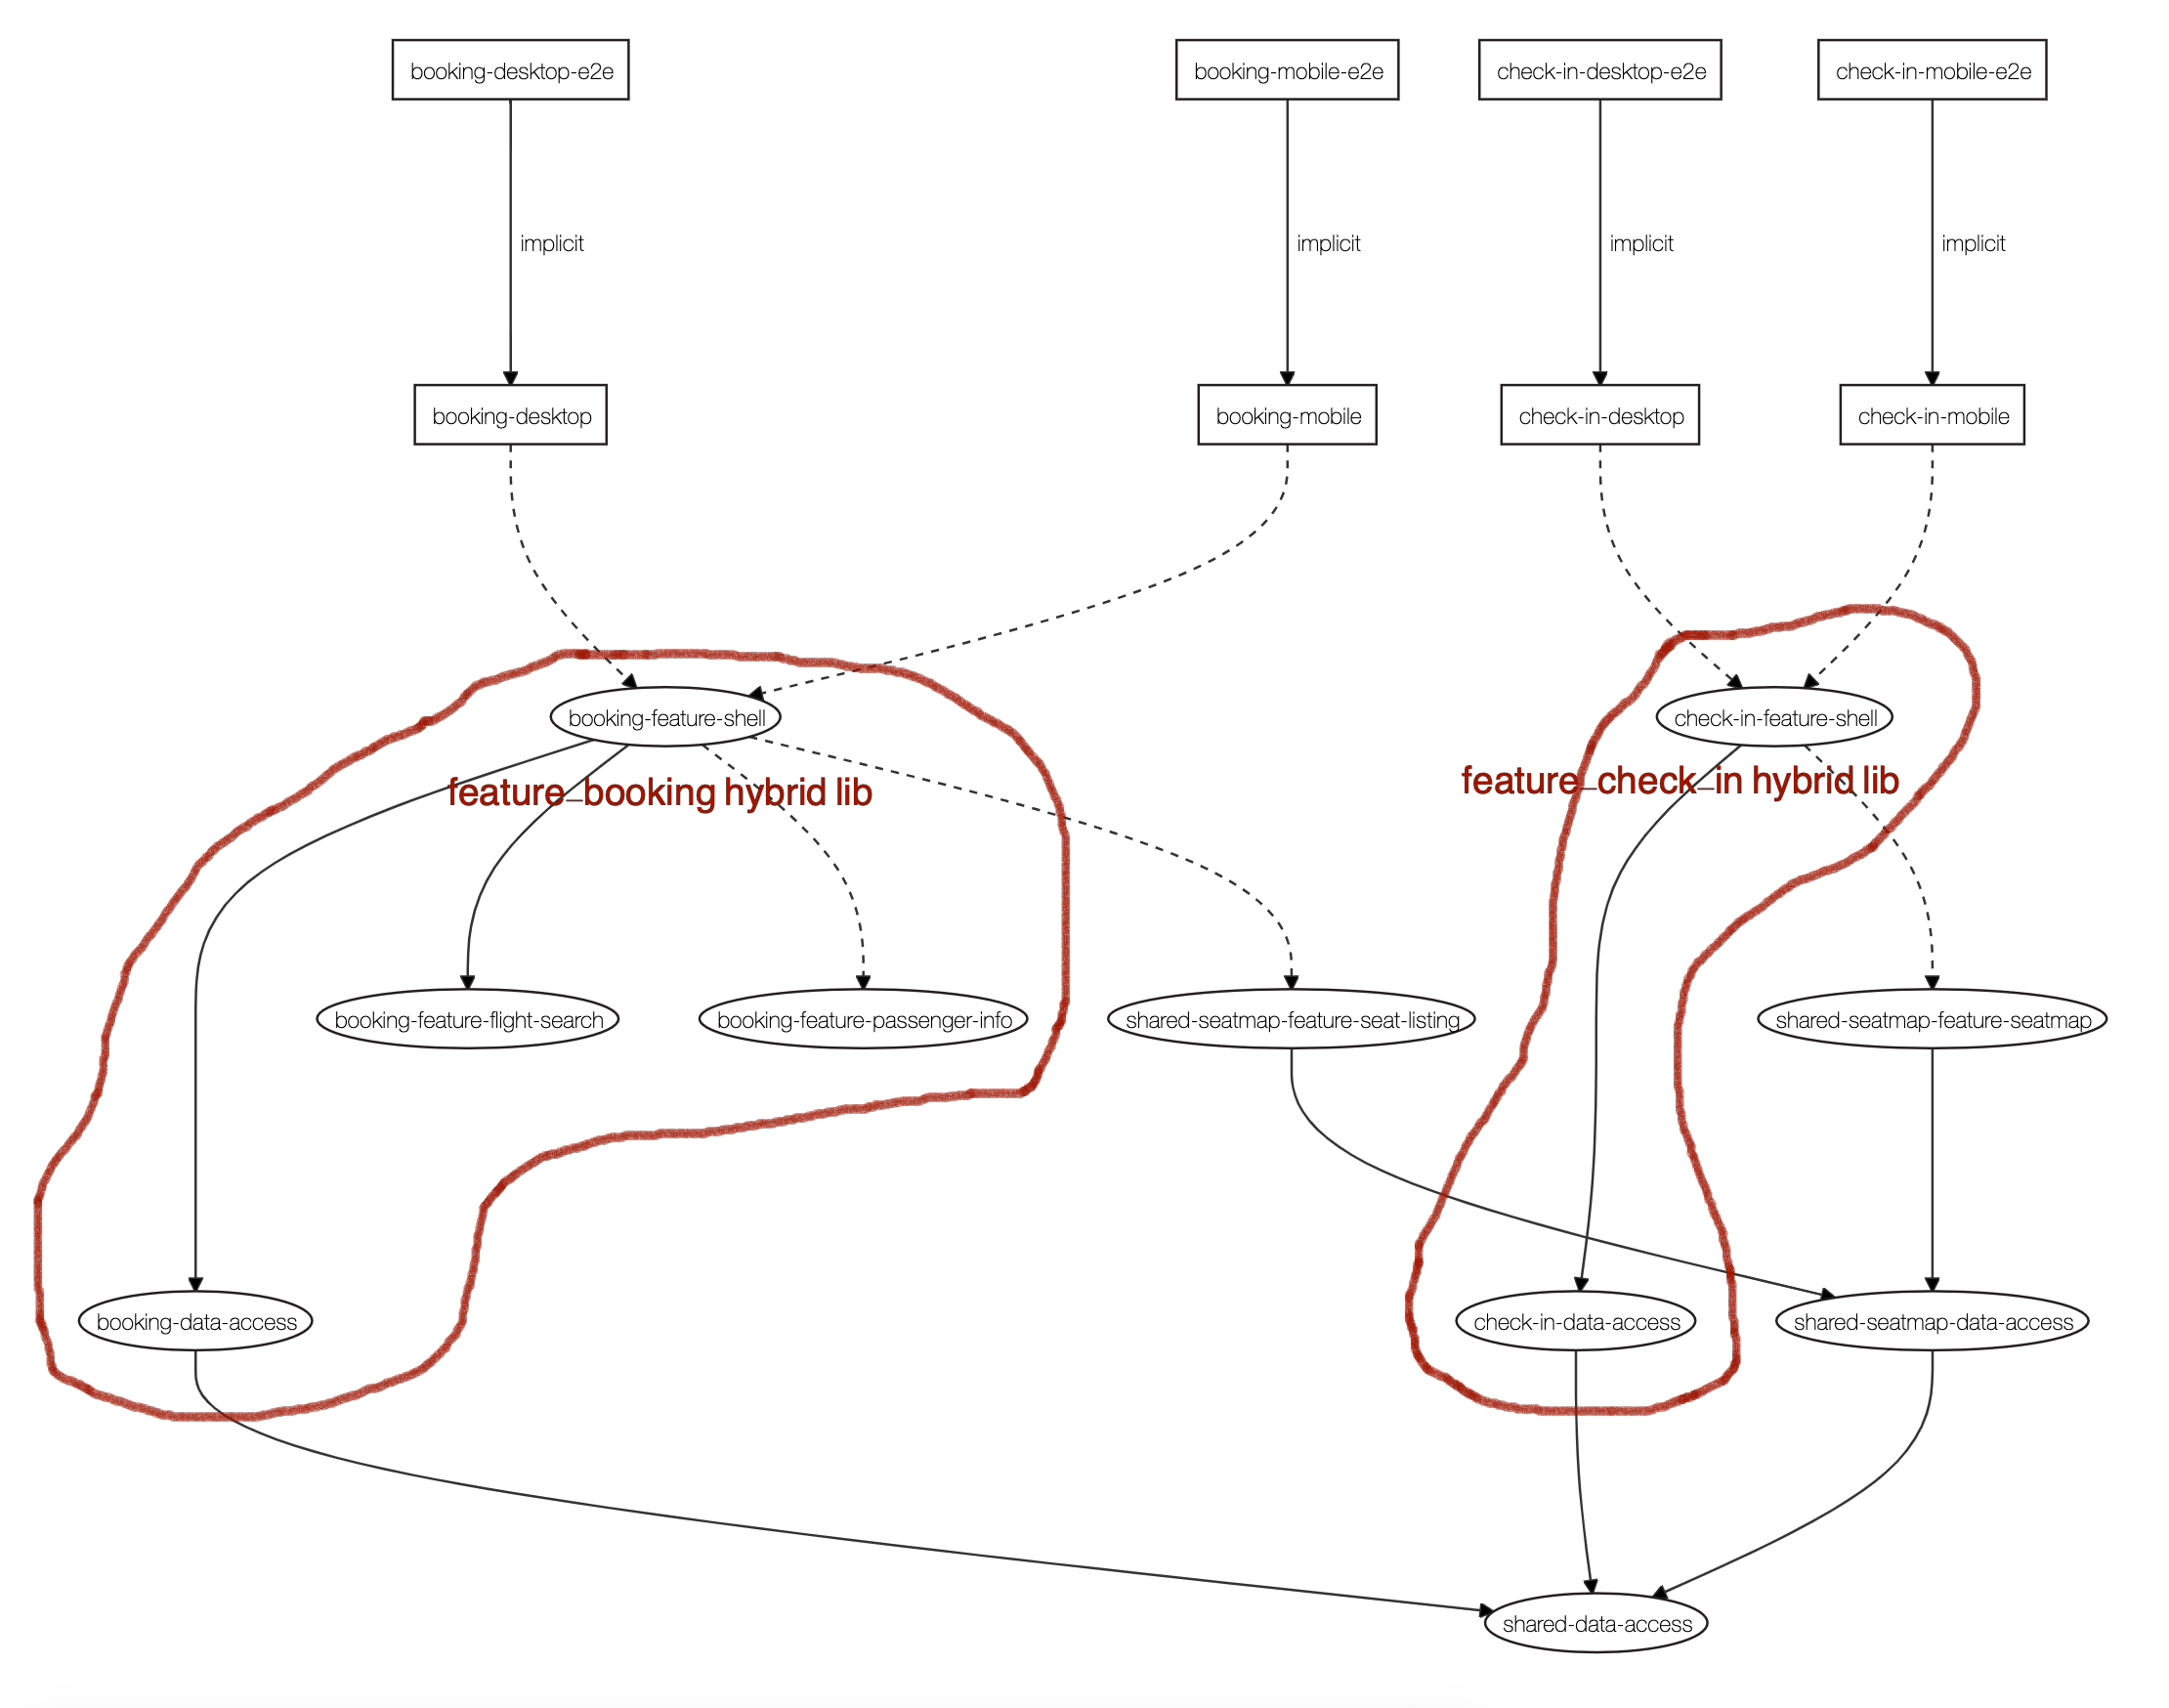 booking-desktop-e2e
booking-mobile-e2e
check-in-desktop-e2e
check-in-mobile-e2e
implicit
implicit
implicit
implicit
booking-desktop
booking-mobile
check-in-desktop
check-in-mobile
booking-feature-shell
check-in-feature-shell
feature_booking hybrid lib
feature_check_in hybrid lib
booking-feature-flight-search
booking-feature-passenger-info
shared-seatmap-feature-seat-listing
shared-seatmap-feature-seatmap
booking-data-access
check-in-data-access
shared-seatmap-data-access
shared-data-access